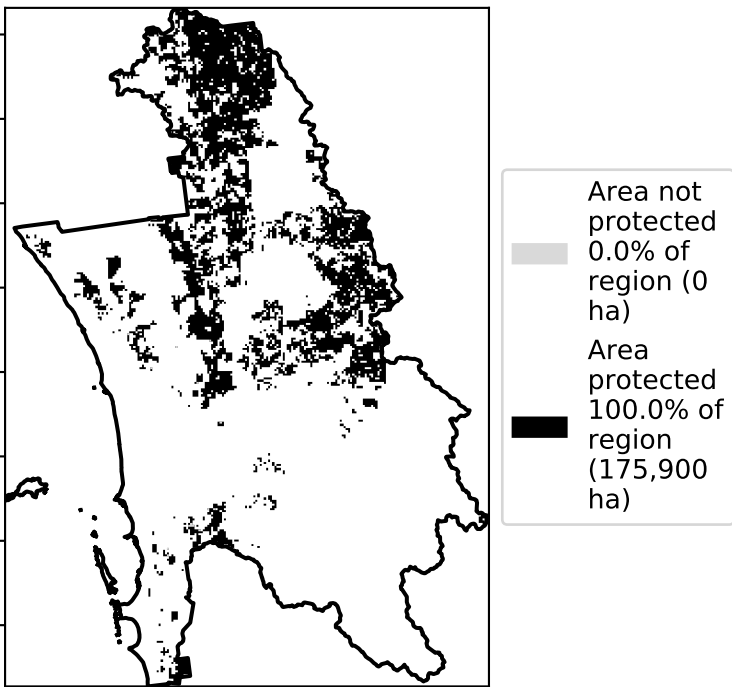 Area not
protected
0.0% of
region (0
ha)
Area
protected
100.0% of
region
(175,900
ha)